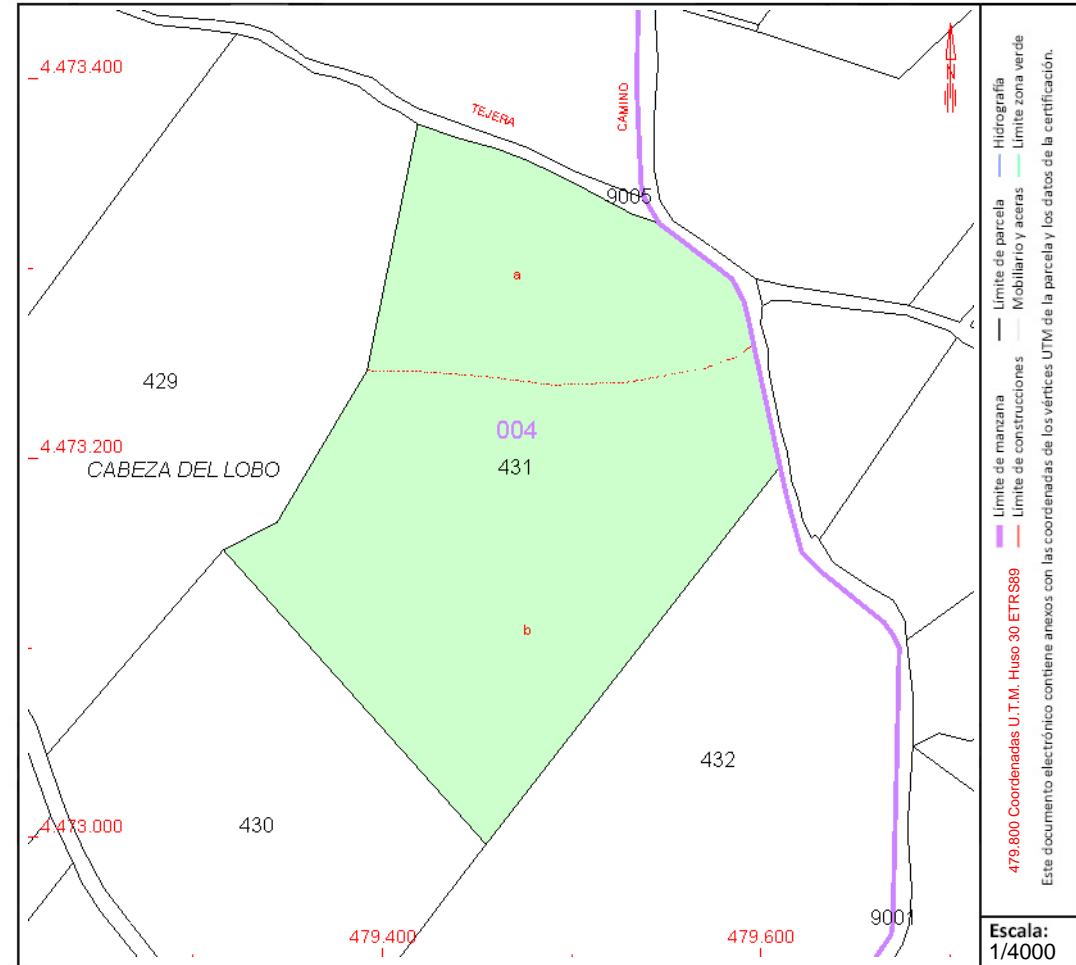 4.473.400
TEJERA
CAMINO
N
9005
a
429
004
4.473.200
431
CABEZA DEL LOBO
b
432
4.473.000
430
9001
479.400
479.600
Límite de manzana
Límite de parcela
Hidrografía
Límite de construcciones
Mobiliario y aceras
Límite zona verde
479.800 Coordenadas U.T.M. Huso 30 ETRS89
Este documento electrónico contiene anexos con las coordenadas de los vértices UTM de la parcela y los datos de la certificación.
Escala:
1/4000